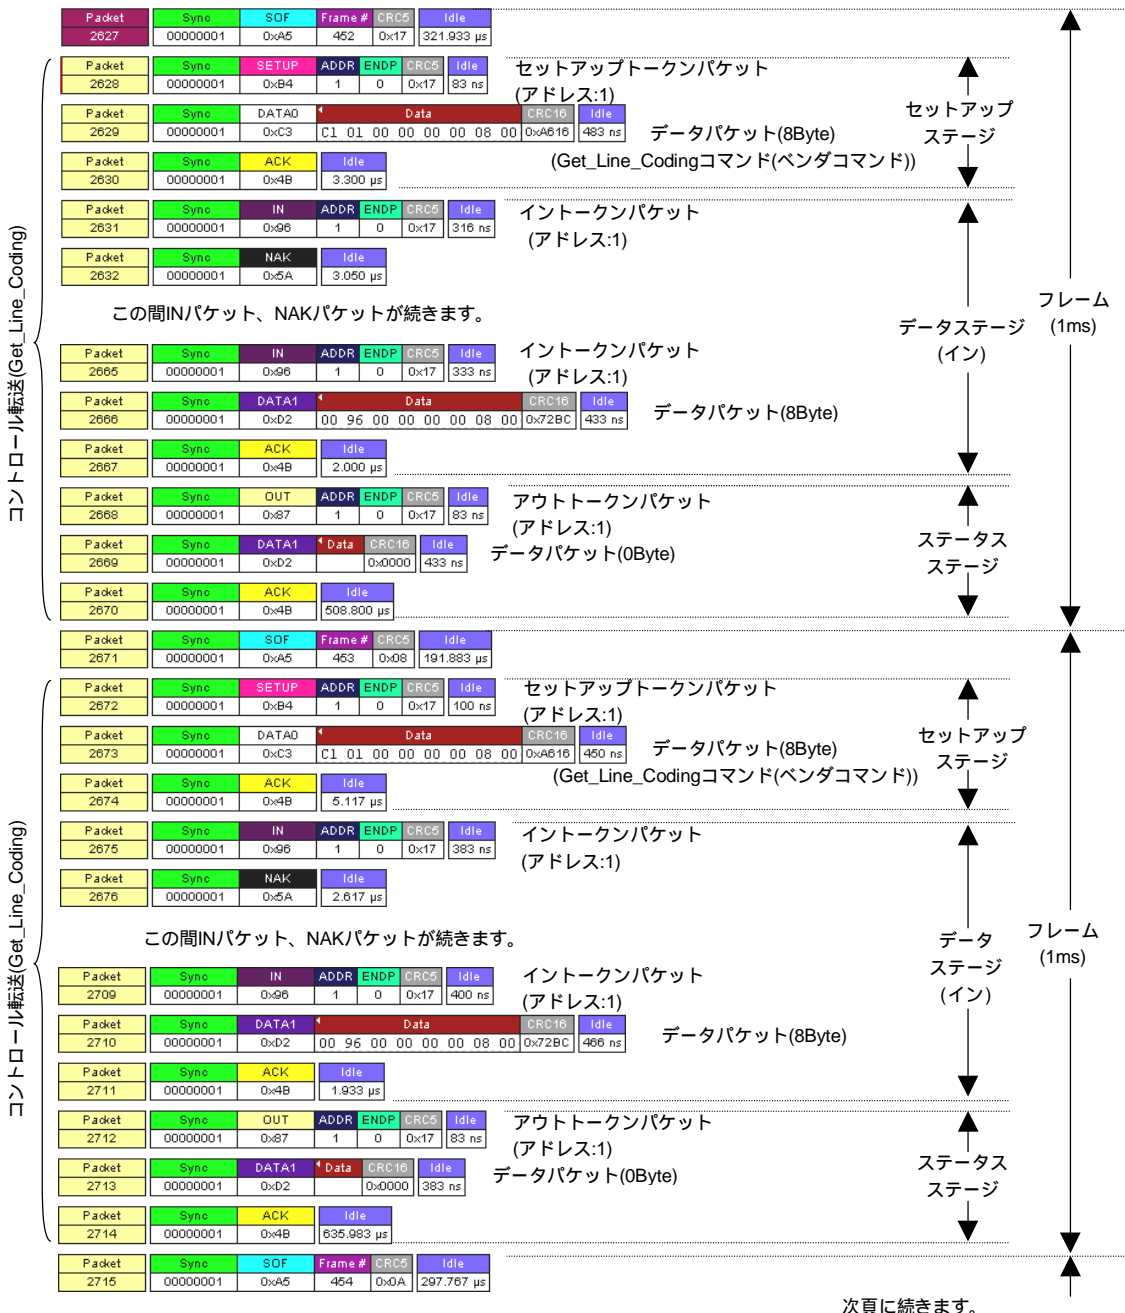 Packet Sync SOF Frame # CRC5 Idle
2627 00000001 0xA5 452 0x17 321.933 μs
Packet Sync SETUP ADDR ENDP CRC5 Idle
2628 00000001 0xB4 1 0 0x17 83 ns
セットアップトークンパケット
(アドレス:1)
Packet Sync DATA0 Data CRC16 Idle
2629 00000001 0xC3 C1 01 00 00 00 00 08 00 0xA616 483 ns
データパケット(8Byte)
(Get_Line_Codingコマンド(ベンダコマンド))
Packet Sync ACK Idle
2630 00000001 0x4B 3.300 μs
セットアップ
ステージ
Packet Sync IN ADDR ENDP CRC5 Idle
2631 00000001 0x96 1 0 0x17 316 ns
イントークンパケット
(アドレス:1)
Packet Sync NAK Idle
2632 00000001 0x5A 3.050 μs
この間INパケット、NAKパケットが続きます。
データステージ
(イン)
フレーム
(1ms)
コントロール転送(Get_Line_Coding)
Packet Sync IN ADDR ENDP CRC5 Idle
2665 00000001 0x96 1 0 0x17 333 ns
イントークンパケット
(アドレス:1)
Packet Sync DATA1 Data CRC16 Idle
2666 00000001 0xD2 00 96 00 00 00 00 08 00 0x72BC 433 ns
データパケット(8Byte)
Packet Sync ACK Idle
2667 00000001 0x4B 2.000 μs
Packet Sync OUT ADDR ENDP CRC5 Idle
2668 00000001 0x87 1 0 0x17 83 ns
アウトトークンパケット
(アドレス:1)
Packet Sync DATA1 Data CRC16 Idle
2669 00000001 0xD2 0x0000 433 ns
データパケット(0Byte)
ステータス
ステージ
Packet Sync ACK Idle
2670 00000001 0x4B 508.800 μs
Packet Sync SOF Frame # CRC5 Idle
2671 00000001 0xA5 453 0x08 191.883 μs
Packet Sync SETUP ADDR ENDP CRC5 Idle
2672 00000001 0xB4 1 0 0x17 100 ns
セットアップトークンパケット
(アドレス:1)
Packet Sync DATA0 Data CRC16 Idle
2673 00000001 0xC3 C1 01 00 00 00 00 08 00 0xA616 450 ns
データパケット(8Byte)
(Get_Line_Codingコマンド(ベンダコマンド))
セットアップ
ステージ
Packet Sync ACK Idle
2674 00000001 0x4B 5.117 μs
Packet Sync IN ADDR ENDP CRC5 Idle
2675 00000001 0x96 1 0 0x17 383 ns
イントークンパケット
(アドレス:1)
Packet Sync NAK Idle
2676 00000001 0x5A 2.617 μs
この間INパケット、NAKパケットが続きます。
データ
ステージ
(イン)
フレーム
(1ms)
コントロール転送(Get_Line_Coding)
Packet Sync IN ADDR ENDP CRC5 Idle
2709 00000001 0x96 1 0 0x17 400 ns
イントークンパケット
(アドレス:1)
Packet Sync DATA1 Data CRC16 Idle
2710 00000001 0xD2 00 96 00 00 00 00 08 00 0x72BC 466 ns
データパケット(8Byte)
Packet Sync ACK Idle
2711 00000001 0x4B 1.933 μs
Packet Sync OUT ADDR ENDP CRC5 Idle
2712 00000001 0x87 1 0 0x17 83 ns
アウトトークンパケット
(アドレス:1)
Packet Sync DATA1 Data CRC16 Idle
2713 00000001 0xD2 0x0000 383 ns
データパケット(0Byte)
ステータス
ステージ
Packet Sync ACK Idle
2714 00000001 0x4B 635.983 μs
Packet Sync SOF Frame # CRC5 Idle
2715 00000001 0xA5 454 0x0A 297.767 μs
次頁に続きます。